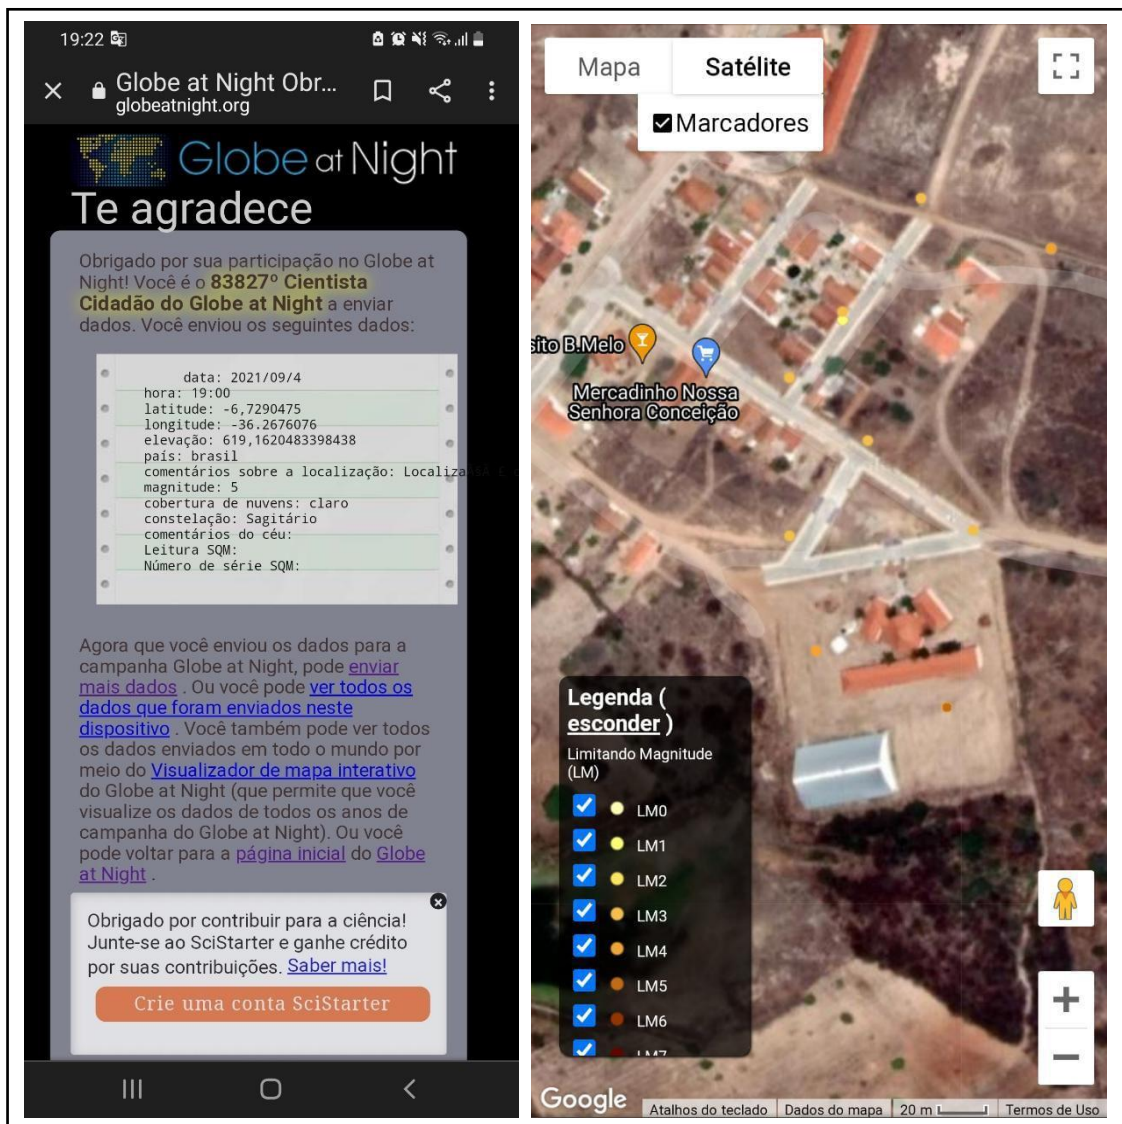 19:22
Globe at Night Obr...
globeatnight.org
Globe at Night
Te agradece
Obrigado por sua participação no Globe at
Night! Você é o 83827º Cientista
Cidadão do Globe at Night a enviar
dados. Você enviou os seguintes dados:
data: 2021/09/4
hora: 19:00
latitude: -6,7290475
longitude: -36.2676076
elevação: 619,1620483398438
país: brasil
comentários sobre a localização:
magnitude: 5
cobertura de nuvens: claro
constelação: Sagitário
comentários do céu:
Leitura SQM:
Número de série SQM:
Agora que você enviou os dados para a
campanha Globe at Night, pode enviar
mais dados . Ou você pode ver todos os
dados que foram enviados neste
dispositivo . Você também pode ver todos
os dados enviados em todo o mundo por
meio do Visualizador de mapa interativo
do Globe at Night (que permite que você
visualize os dados de todos os anos de
campanha do Globe at Night). Ou você
pode voltar para a página inicial do Globe
at Night .
Obrigado por contribuir para a ciência!
Junte-se ao SciStarter e ganhe crédito
por suas contribuições. Saber mais!
Crie uma conta SciStarter
Mapa
Satélite
Marcadores
sito B.Melo
Mercadinho Nossa
Senhora Conceição
Legenda (
esconder )
Limitando Magnitude
(LM)
LM0
LM1
LM2
LM3
LM4
LM5
LM6
LM7
Google
Atalhos do teclado
Dados do mapa
20 m
Termos de Uso